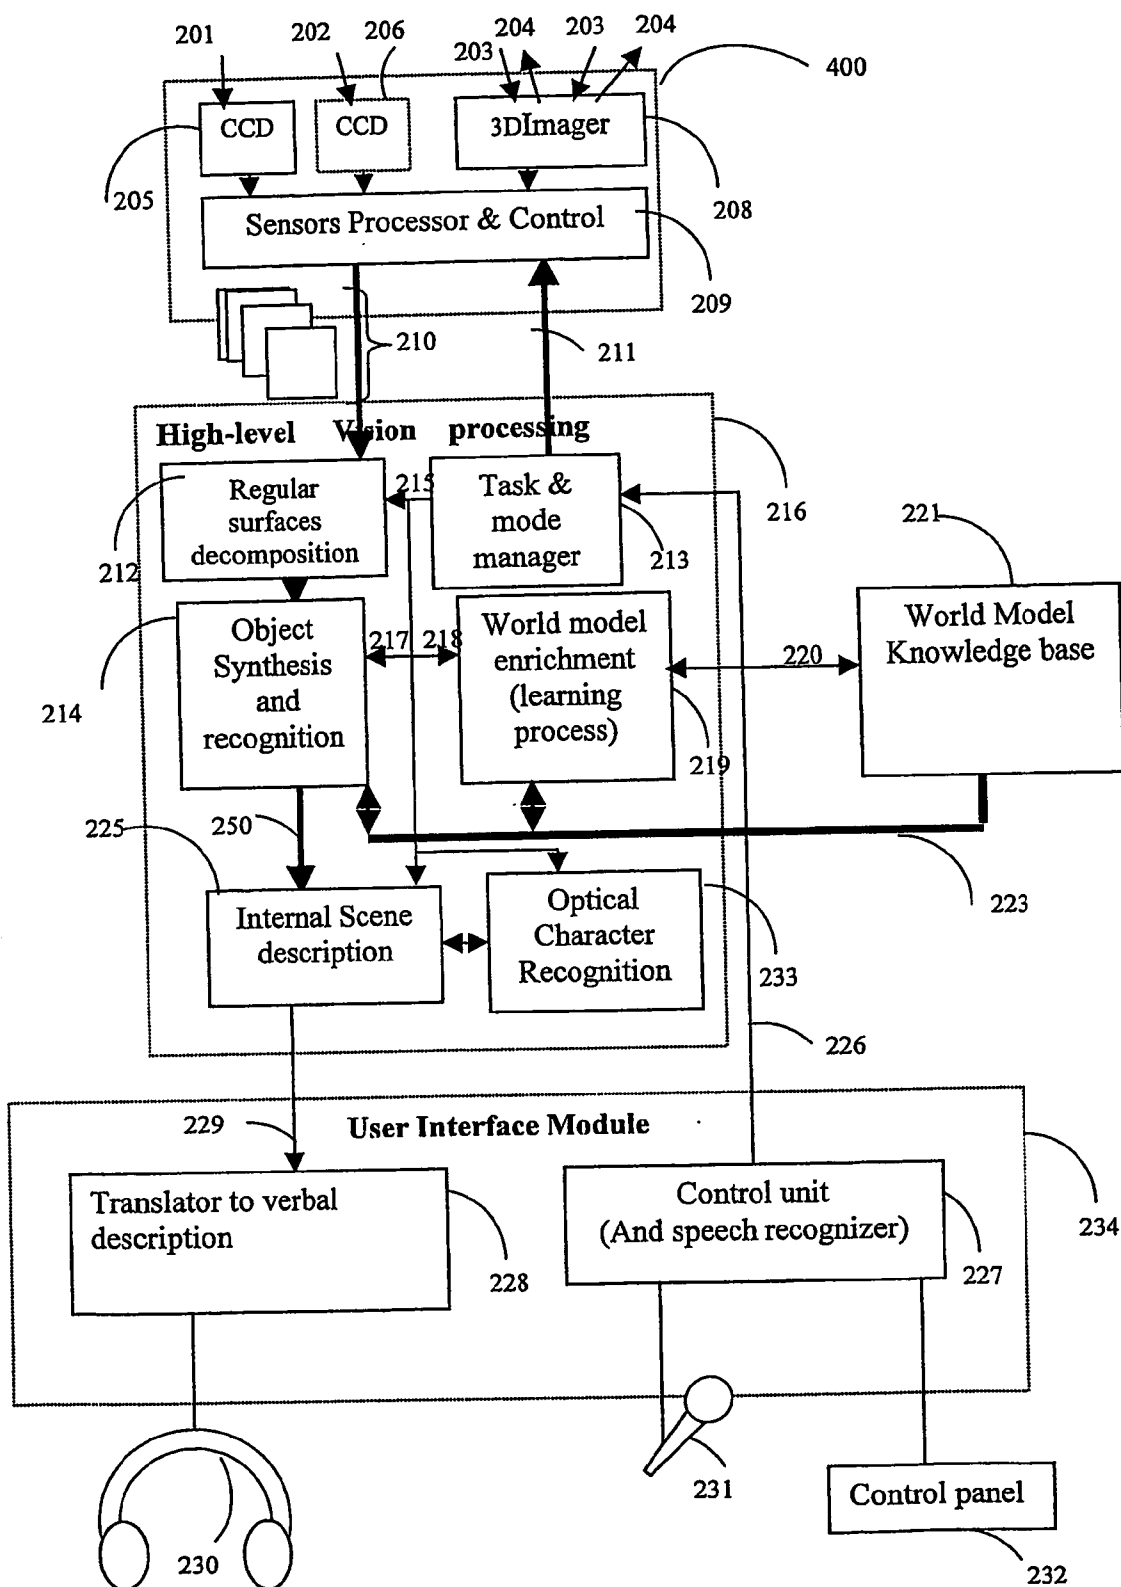 201
202
206
204
203
203
204
400
CCD
CCD
3DImager
205
208
Sensors Processor & Control
209
210
211
High-level Vision processing
216
212
Regular
surfaces
decomposition
215
Task &
mode
manager
213
221
World Model
Knowledge base
214
Object
Synthesis
and
recognition
217
218
World model
enrichment
(learning
process)
219
220
225
250
223
Internal Scene
description
Optical
Character
Recognition
233
226
229
User Interface Module
234
Translator to verbal
description
228
Control unit
(And speech recognizer)
227
230
231
Control panel
232